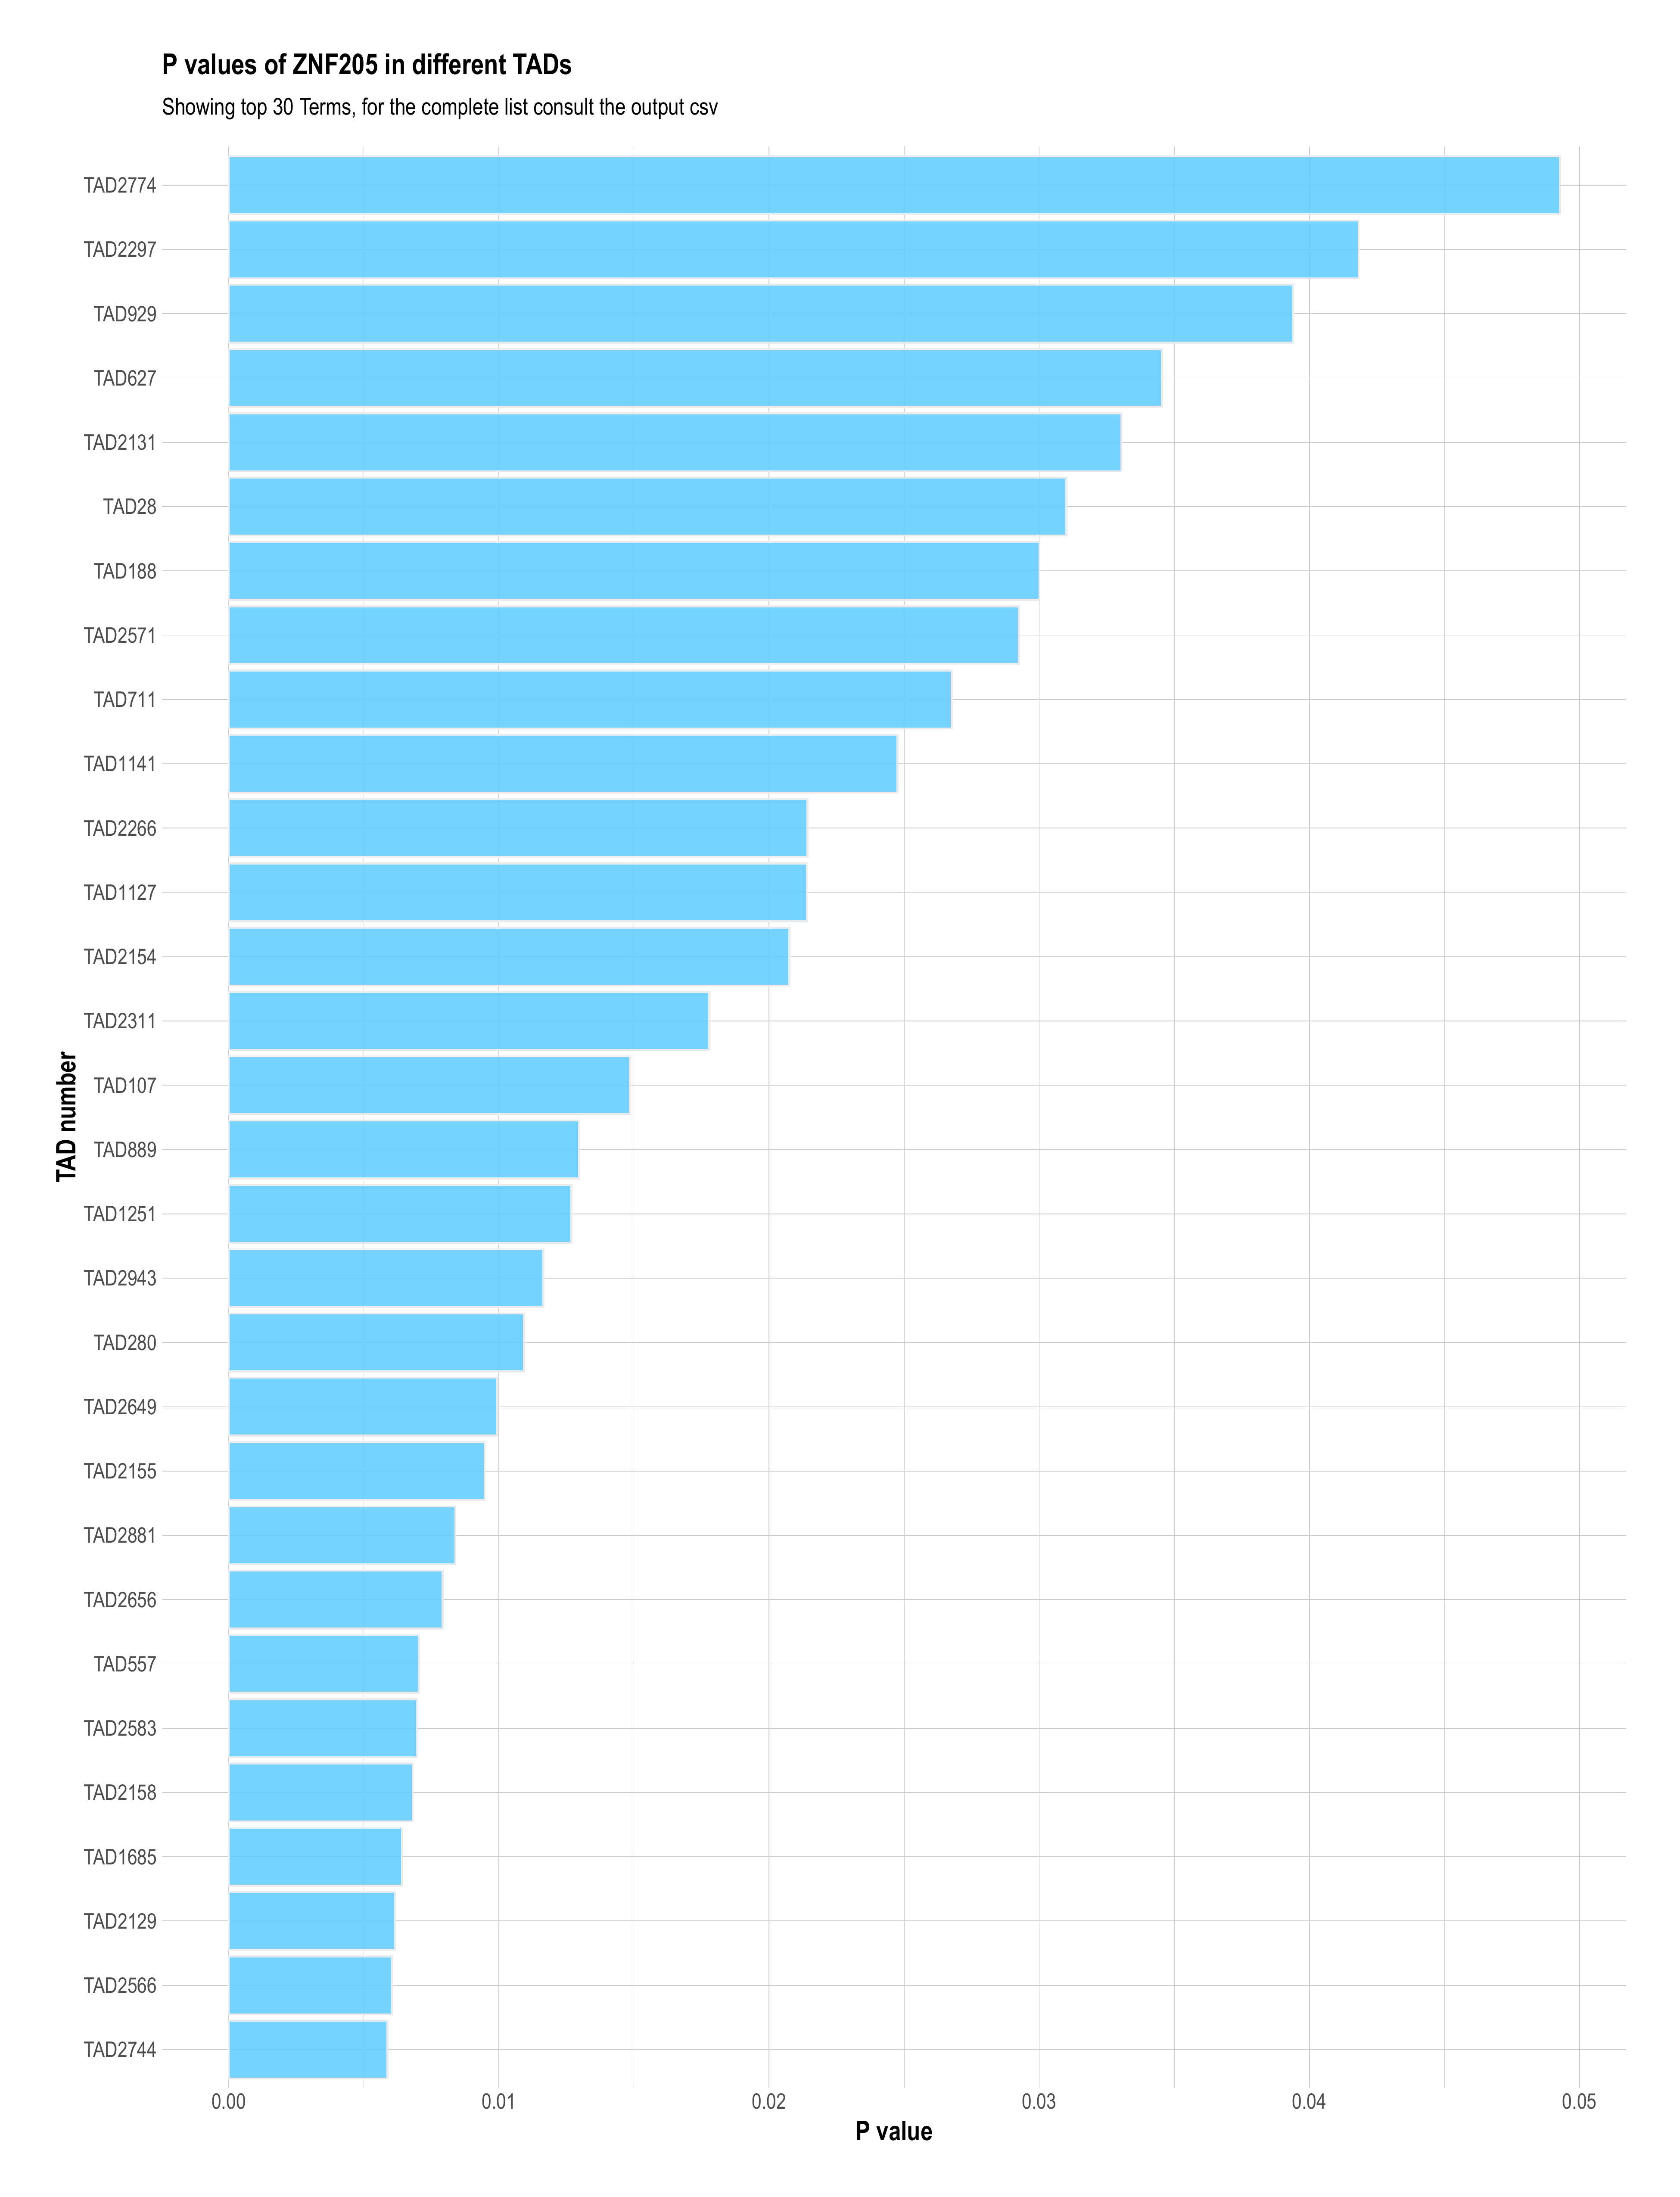 P values of ZNF205 in different TADs
Showing top 30 Terms, for the complete list consult the output csv
TAD2774
TAD2297
TAD929
TAD627
TAD2131
TAD28
TAD188
TAD2571
TAD711
TAD1141
TAD2266
TAD1127
TAD2154
TAD2311
TAD107
TAD889
TAD1251
TAD2943
TAD280
TAD2649
TAD2155
TAD2881
TAD2656
TAD557
TAD2583
TAD2158
TAD1685
TAD2129
TAD2566
TAD2744
TAD number
0.00 0.01 0.02 0.03 0.04 0.05
P value